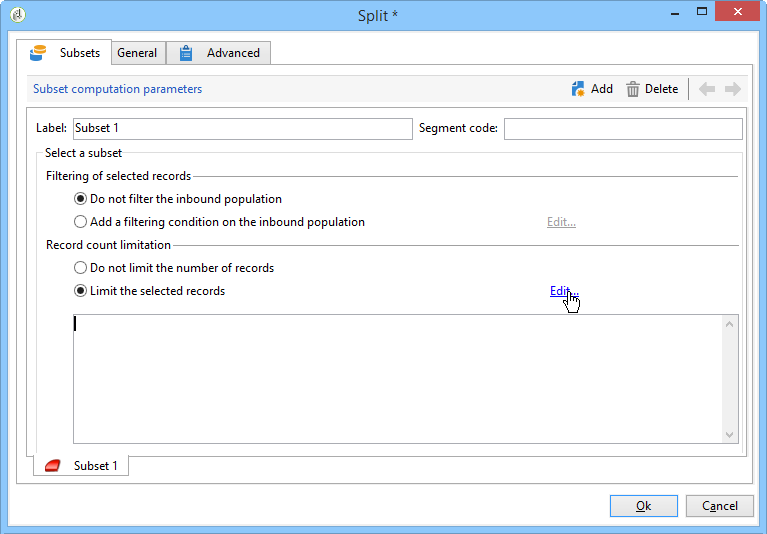 Split *
Subsets General Advanced
Subset computation parameters Add Delete
Label: Subset 1 Segment code:
Select a subset
Filtering of selected records
Do not filter the inbound population
Add a filtering condition on the inbound population Edit...
Record count limitation
Do not limit the number of records
Limit the selected records Edit...
Subset 1
Ok Cancel